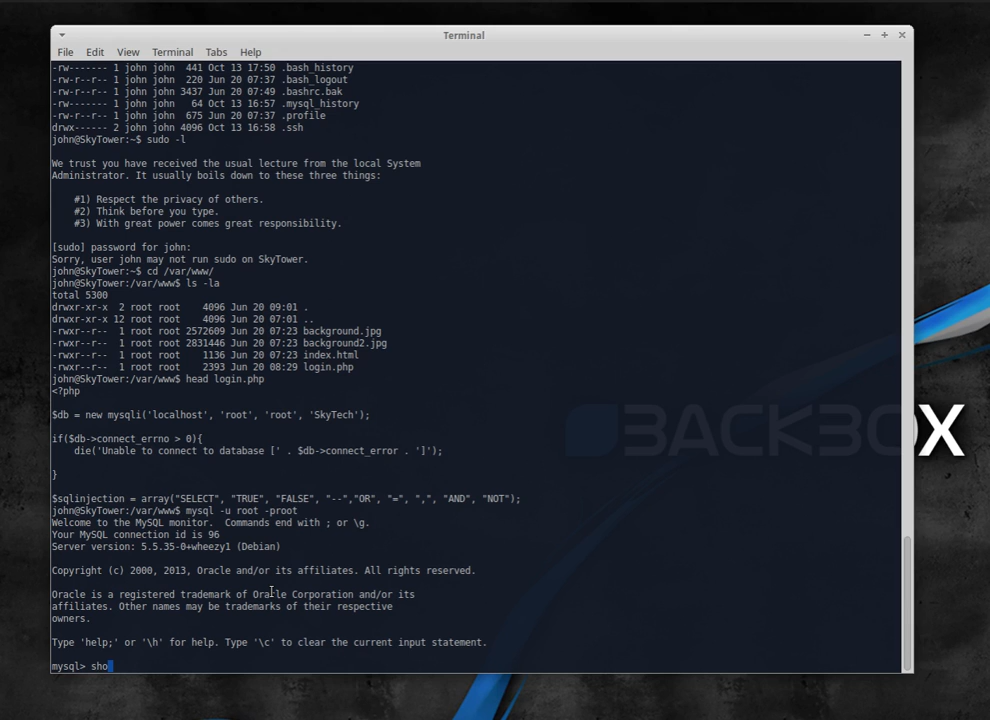 Terminal
File Edit View Terminal Tabs Help
-rw------- 1 john john  441 Oct 13 17:50 .bash_history
-rw-r--r-- 1 john john  220 Jun 20 07:37 .bash_logout
-rw-r--r-- 1 john john 3437 Jun 20 07:49 .bashrc.bak
-rw------- 1 john john   64 Oct 13 16:57 .mysql_history
-rw-r--r-- 1 john john  675 Jun 20 07:37 .profile
drwx------ 2 john john 4096 Oct 13 16:58 .ssh
john@SkyTower:~$ sudo -l
We trust you have received the usual lecture from the local System
Administrator. It usually boils down to these three things:
#1) Respect the privacy of others.
#2) Think before you type.
#3) With great power comes great responsibility.
[sudo] password for john:
Sorry, user john may not run sudo on SkyTower.
john@SkyTower:~$ cd /var/www/
john@SkyTower:/var/www$ ls -la
total 5300
drwxr-xr-x  2 root root    4096 Jun 20 09:01 .
drwxr-xr-x 12 root root    4096 Jun 20 07:01 ..
-rwxr--r--  1 root root 2572609 Jun 20 07:23 background.jpg
-rwxr--r--  1 root root 2831446 Jun 20 07:23 background2.jpg
-rwxr--r--  1 root root    1136 Jun 20 07:23 index.html
-rwxr--r--  1 root root    2393 Jun 20 08:29 login.php
john@SkyTower:/var/www$ head login.php
<?php
$db = new mysqli('localhost', 'root', 'root', 'SkyTech');
if($db->connect_errno > 0){
    die('Unable to connect to database [' . $db->connect_error . ']');
}
$sqlinjection = array("SELECT", "TRUE", "FALSE", "--","OR", "=", ",", "AND", "NOT");
john@SkyTower:/var/www$ mysql -u root -proot
Welcome to the MySQL monitor.  Commands end with ; or \g.
Your MySQL connection id is 96
Server version: 5.5.35-0+wheezy1 (Debian)
Copyright (c) 2000, 2013, Oracle and/or its affiliates. All rights reserved.
Oracle is a registered trademark of Oracle Corporation and/or its
affiliates. Other names may be trademarks of their respective
owners.
Type 'help;' or '\h' for help. Type '\c' to clear the current input statement.
mysql> sho
BACKBOX